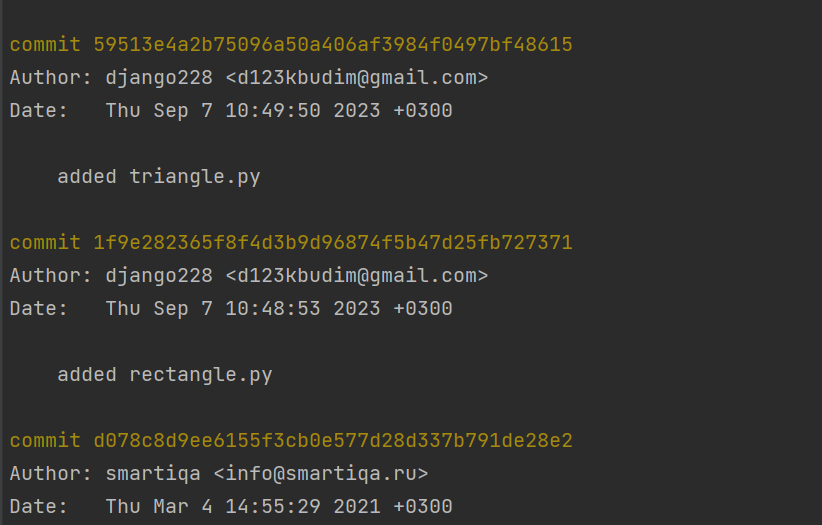 commit 59513e4a2b75096a50a406af3984f0497bf48615
Author: django228 <d123kbudim@gmail.com>
Date:   Thu Sep 7 10:49:50 2023 +0300
added triangle.py
commit 1f9e282365f8f4d3b9d96874f5b47d25fb727371
Author: django228 <d123kbudim@gmail.com>
Date:   Thu Sep 7 10:48:53 2023 +0300
added rectangle.py
commit d078c8d9ee6155f3cb0e577d28d337b791de28e2
Author: smartiqa <info@smartiqa.ru>
Date:   Thu Mar 4 14:55:29 2021 +0300